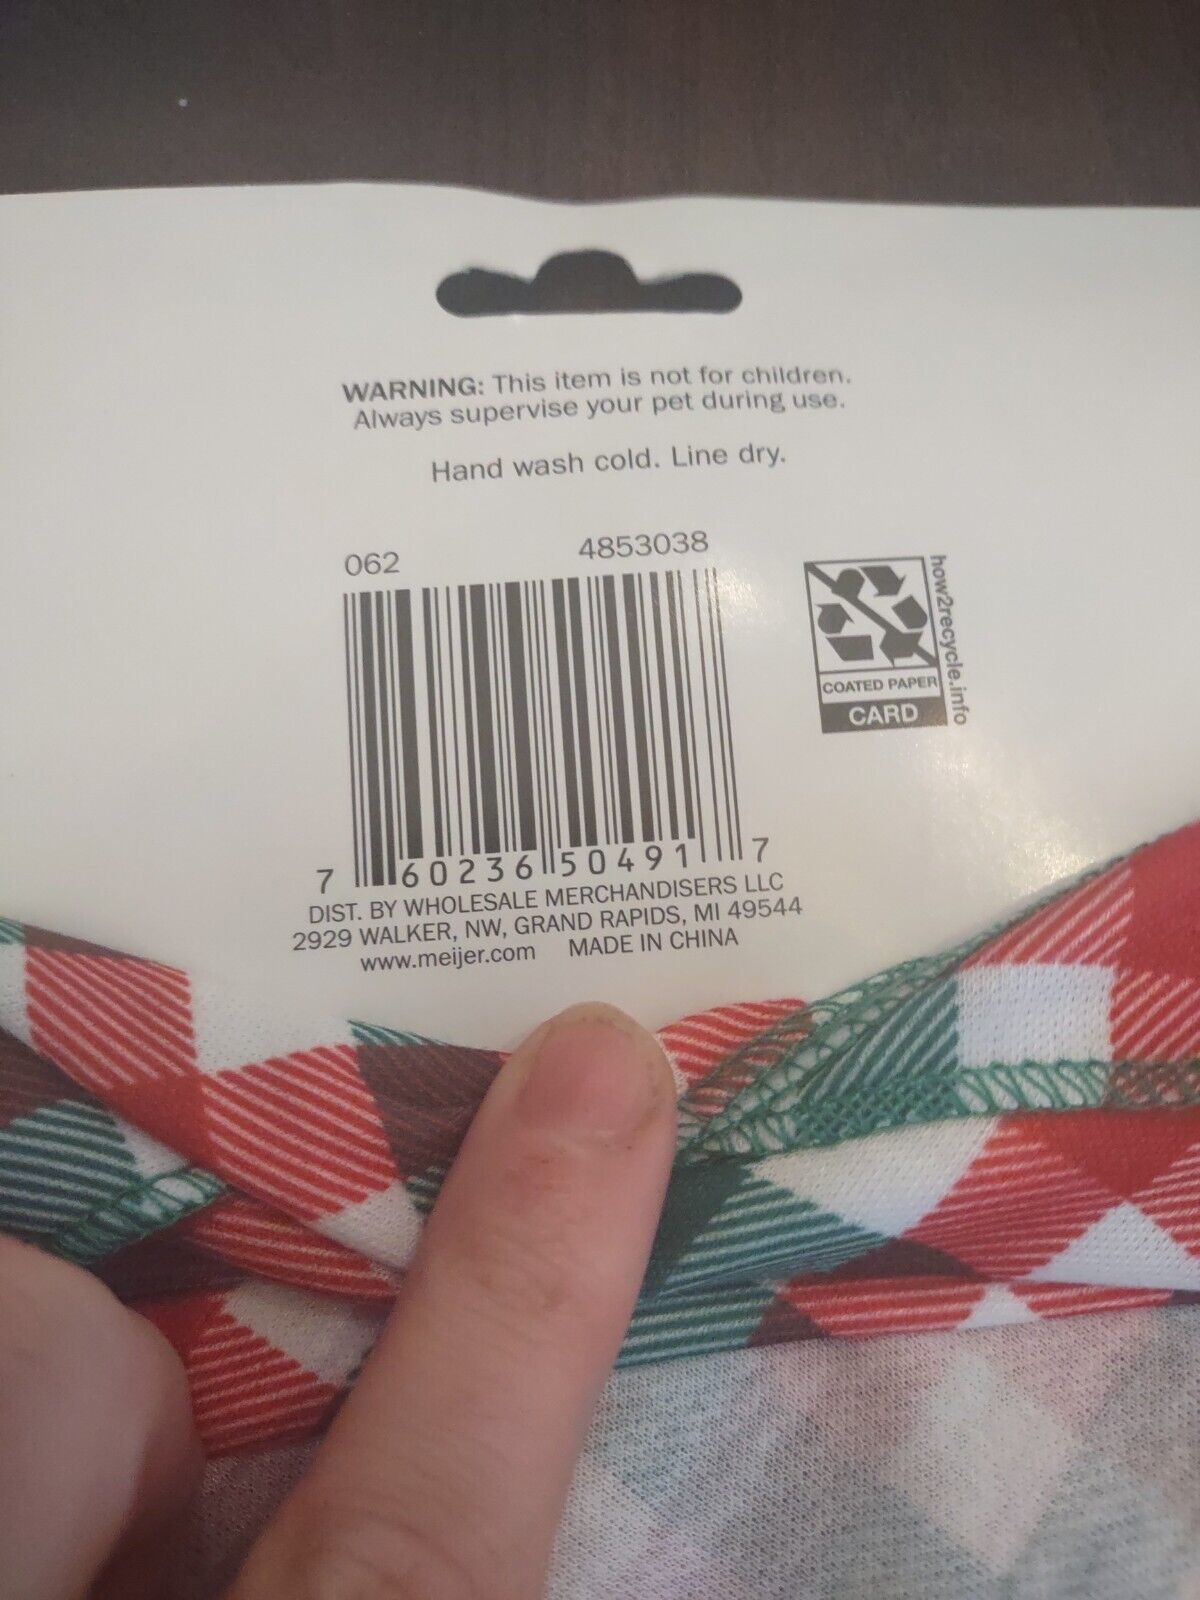 WARNING: This item is not for children.
Always supervise your pet during use.
Hand wash cold. Line dry.
062 4853038
7 60236 50491 7
how2recycle.info
COATED PAPER
CARD
DIST. BY WHOLESALE MERCHANDISERS LLC
2929 WALKER, NW, GRAND RAPIDS, MI 49544
www.meijer.com MADE IN CHINA